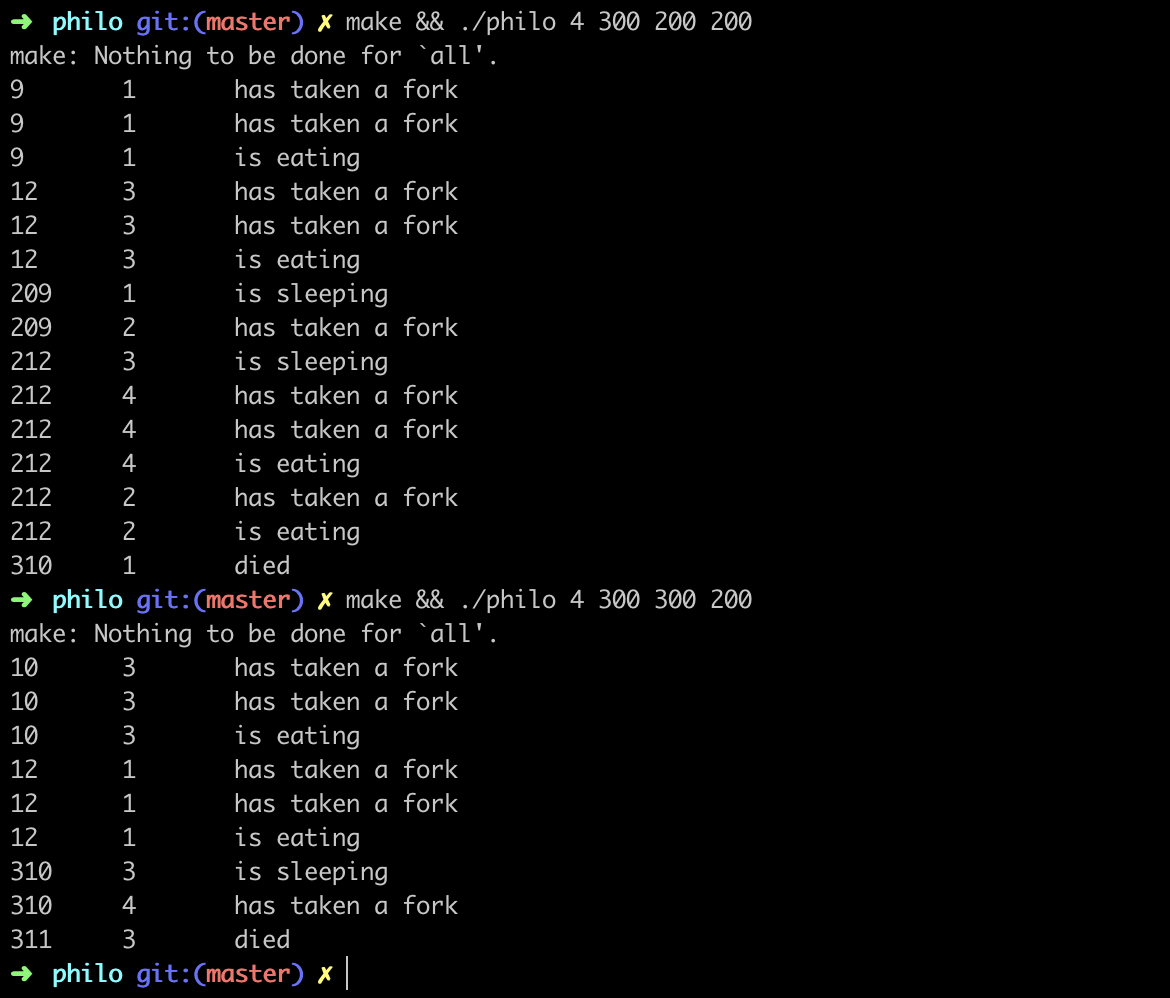 ➜ philo git:(master) ✗ make && ./philo 4 300 200 200
make: Nothing to be done for `all'.
9 1 has taken a fork
9 1 has taken a fork
9 1 is eating
12 3 has taken a fork
12 3 has taken a fork
12 3 is eating
209 1 is sleeping
209 2 has taken a fork
212 3 is sleeping
212 4 has taken a fork
212 4 has taken a fork
212 4 is eating
212 2 has taken a fork
212 2 is eating
310 1 died
➜ philo git:(master) ✗ make && ./philo 4 300 300 200
make: Nothing to be done for `all'.
10 3 has taken a fork
10 3 has taken a fork
10 3 is eating
12 1 has taken a fork
12 1 has taken a fork
12 1 is eating
310 3 is sleeping
310 4 has taken a fork
311 3 died
➜ philo git:(master) ✗